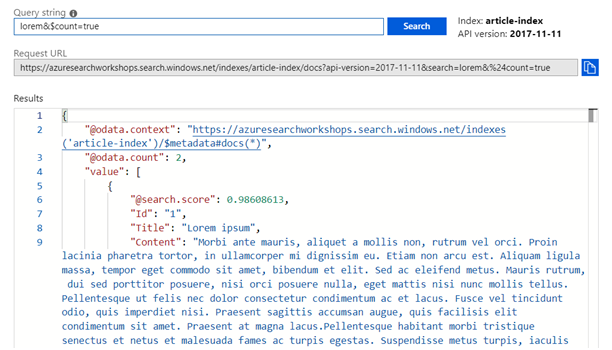 Query string
lorem&$count=true
Search
Index: article-index
API version: 2017-11-11
Request URL
https://azuresearchworkshops.search.windows.net/indexes/article-index/docs?api-version=2017-11-11&search=lorem&%24count=true
Results
1 {
2 "@odata.context": "https://azuresearchworkshops.search.windows.net/indexes
('article-index')/$metadata#docs(*)",
3 "@odata.count": 2,
4 "value": [
5 {
6 "@search.score": 0.98608613,
7 "Id": "1",
8 "Title": "Lorem ipsum",
9 "Content": "Morbi ante mauris, aliquet a mollis non, rutrum vel orci. Proin
lacinia pharetra tortor, in ullamcorper mi dignissim eu. Etiam non arcu est. Aliquam ligula
massa, tempor eget commodo sit amet, bibendum et elit. Sed ac eleifend metus. Mauris rutrum,
dui sed porttitor posuere, nisi orci posuere nulla, eget mattis nisi nunc mollis tellus.
Pellentesque ut felis nec dolor consectetur condimentum ac et lacus. Fusce vel tincidunt
odio, quis imperdiet nisi. Praesent sagittis accumsan augue, quis facilisis elit
condimentum sit amet. Praesent at magna lacus.Pellentesque habitant morbi tristique
senectus et netus et malesuada fames ac turpis egestas. Suspendisse metus turpis, iaculis